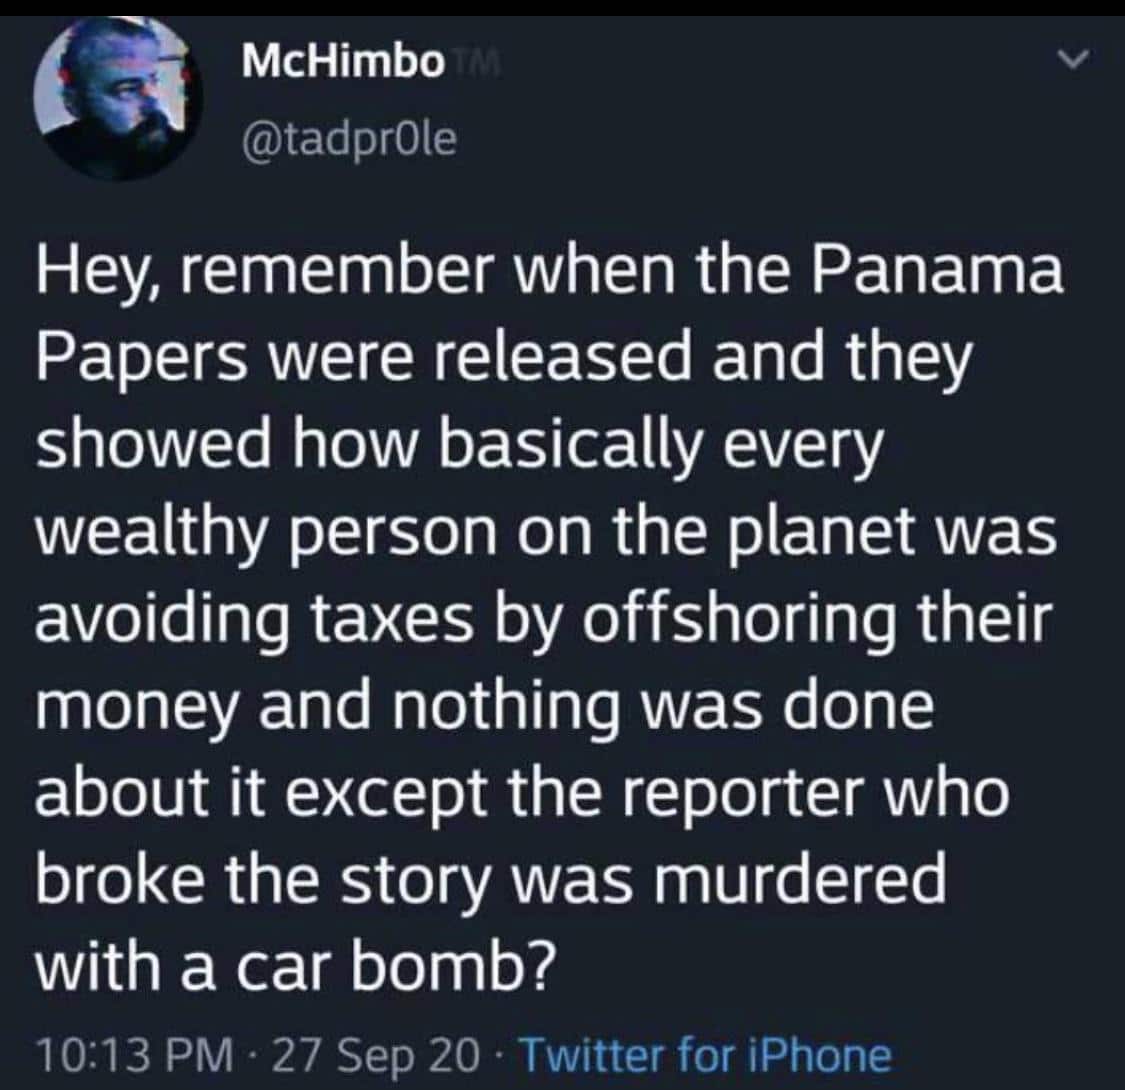 McHimbo TM
@tadpr0le
Hey, remember when the Panama
Papers were released and they
showed how basically every
wealthy person on the planet was
avoiding taxes by offshoring their
money and nothing was done
about it except the reporter who
broke the story was murdered
with a car bomb?
10:13 PM · 27 Sep 20 · Twitter for iPhone